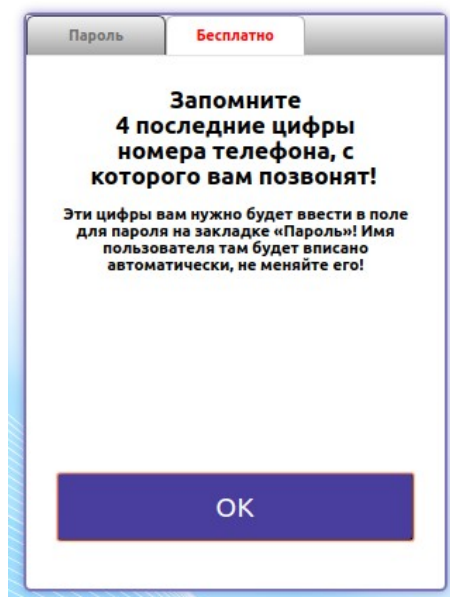 Пароль
Бесплатно
Запомните
4 последние цифры
номера телефона, с
которого вам позвонят!
Эти цифры вам нужно будет ввести в поле
для пароля на закладке «Пароль»! Имя
пользователя там будет вписано
автоматически, не меняйте его!
OK